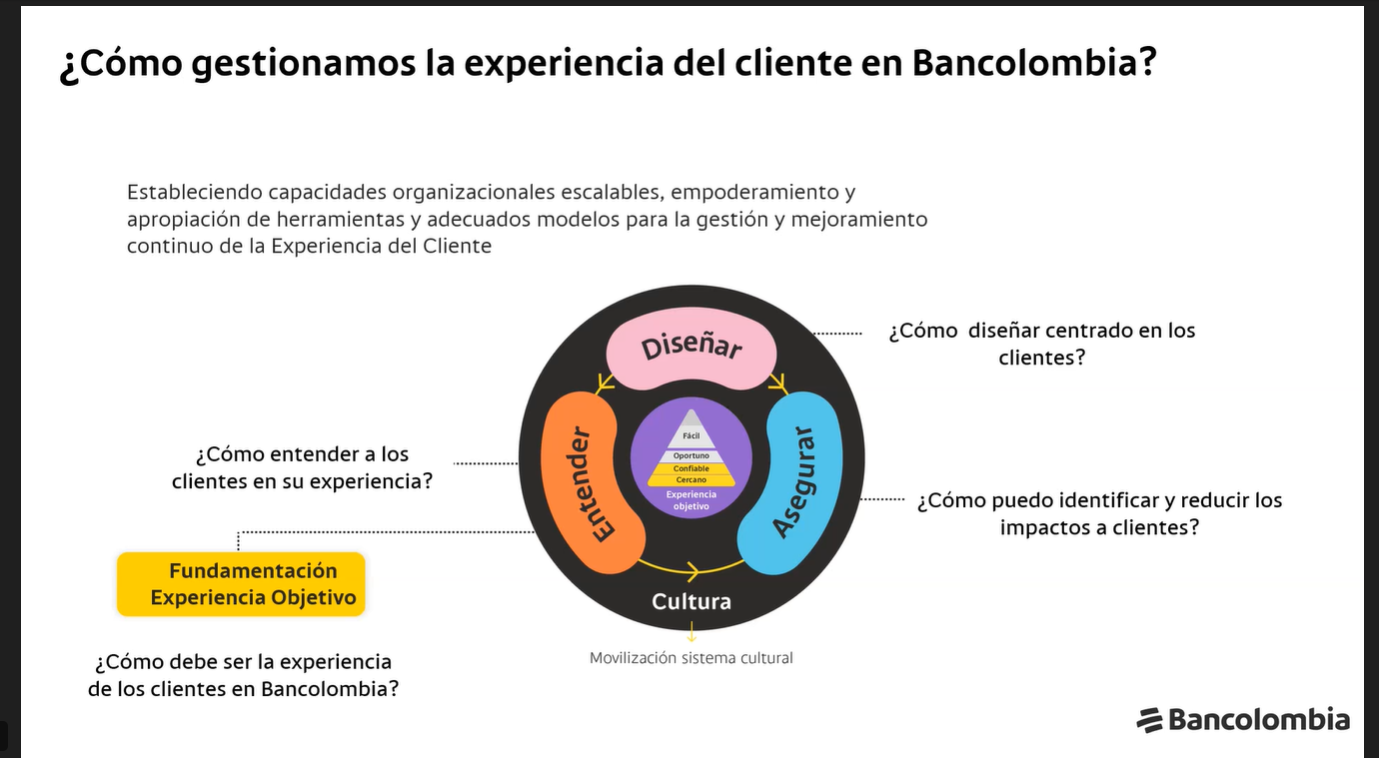 ¿Cómo gestionamos la experiencia del cliente en Bancolombia?
Estableciendo capacidades organizacionales escalables, empoderamiento y
apropiación de herramientas y adecuados modelos para la gestión y mejoramiento
continuo de la Experiencia del Cliente
Diseñar
¿Cómo  diseñar centrado en los
clientes?
Entender
¿Cómo entender a los
clientes en su experiencia?
Fácil
Oportuno
Confiable
Cercano
Experiencia
objetivo
Asegurar
¿Cómo puedo identificar y reducir los
impactos a clientes?
Fundamentación
Experiencia Objetivo
¿Cómo debe ser la experiencia
de los clientes en Bancolombia?
Cultura
Movilización sistema cultural
Bancolombia